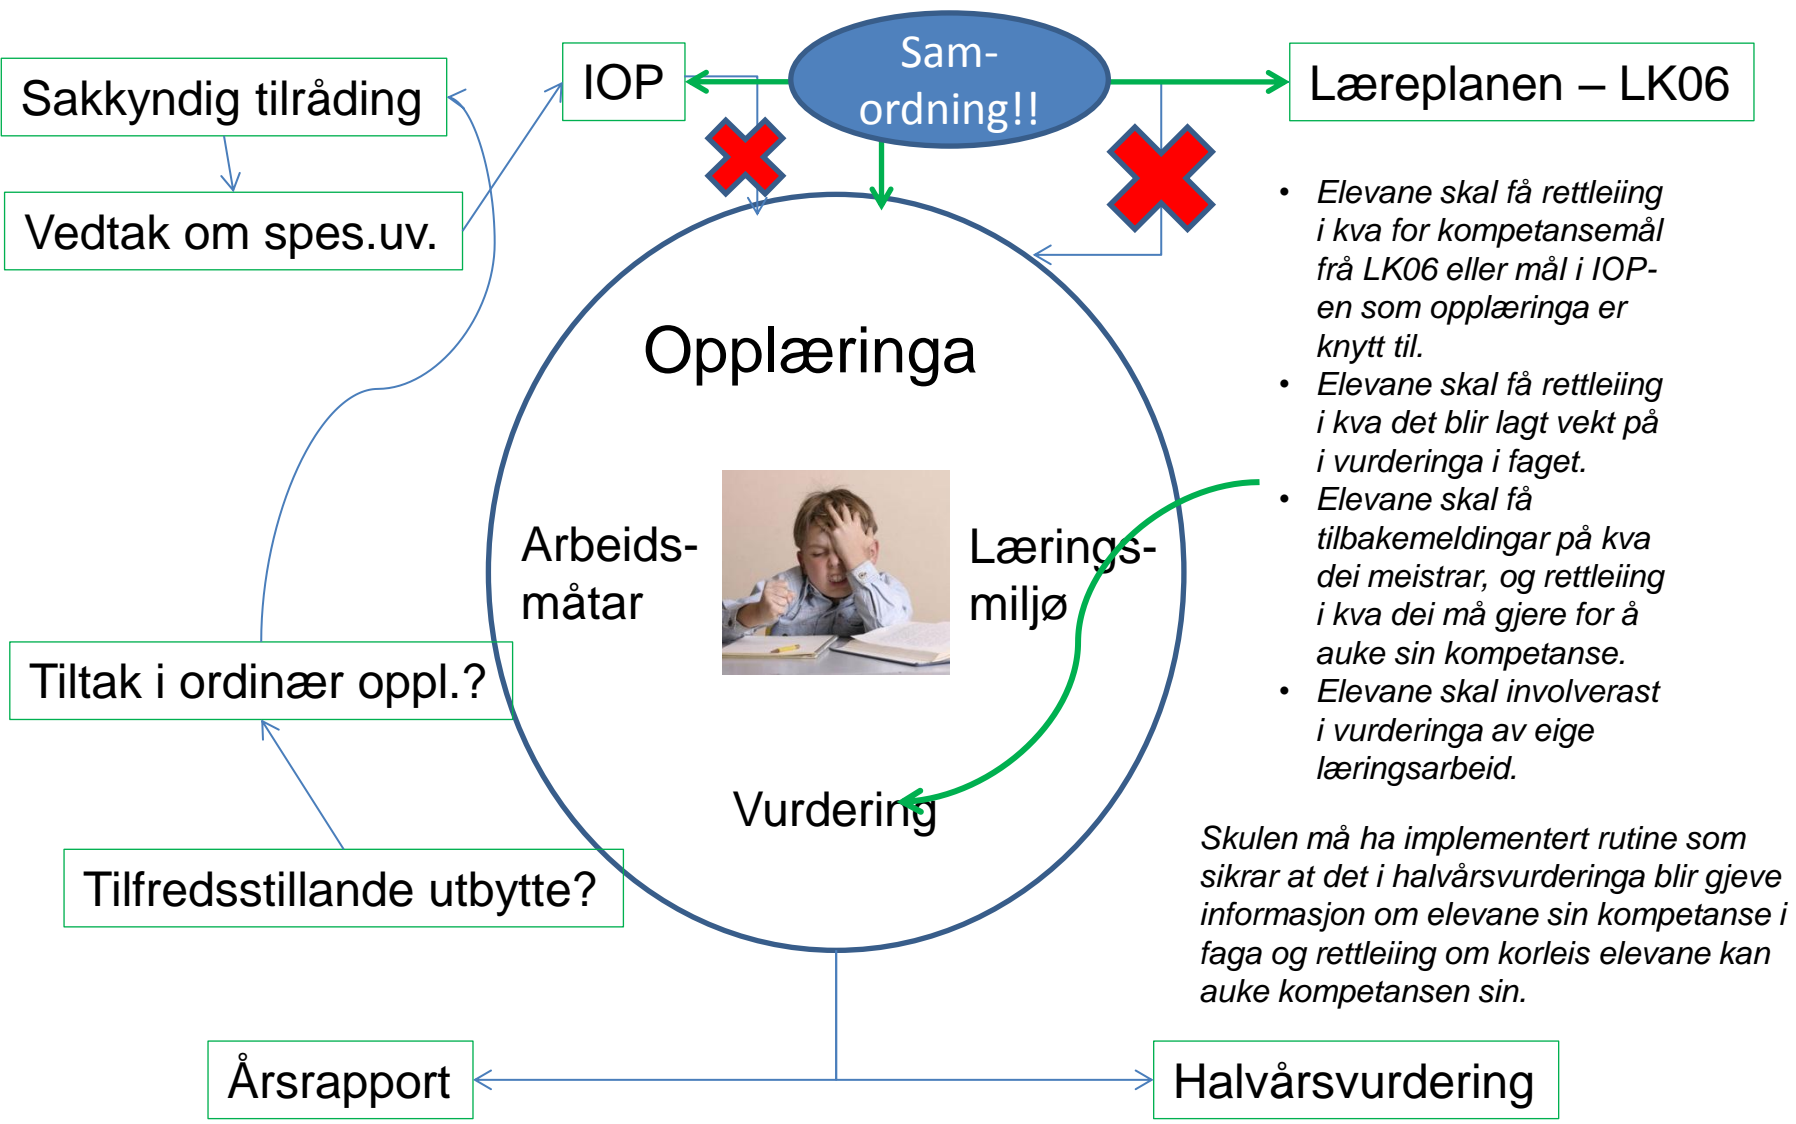 Sam-
ordning!!
IOP
Læreplanen – LK06
Sakkyndig tilråding
Vedtak om spes.uv.
• Elevane skal få rettleiing
i kva for kompetansemål
frå LK06 eller mål i IOP-
en som opplæringa er
knytt til.
• Elevane skal få rettleiing
i kva det blir lagt vekt på
i vurderinga i faget.
• Elevane skal få
tilbakemeldingar på kva
dei meistrar, og rettleiing
i kva dei må gjere for å
auke sin kompetanse.
• Elevane skal involverast
i vurderinga av eige
læringsarbeid.
Opplæringa
Arbeids-
måtar
Lærings-
miljø
Tiltak i ordinær oppl.?
Vurdering
Tilfredsstillande utbytte?
Skulen må ha implementert rutine som
sikrar at det i halvårsvurderinga blir gjeve
informasjon om elevane sin kompetanse i
faga og rettleiing om korleis elevane kan
auke kompetansen sin.
Årsrapport
Halvårsvurdering